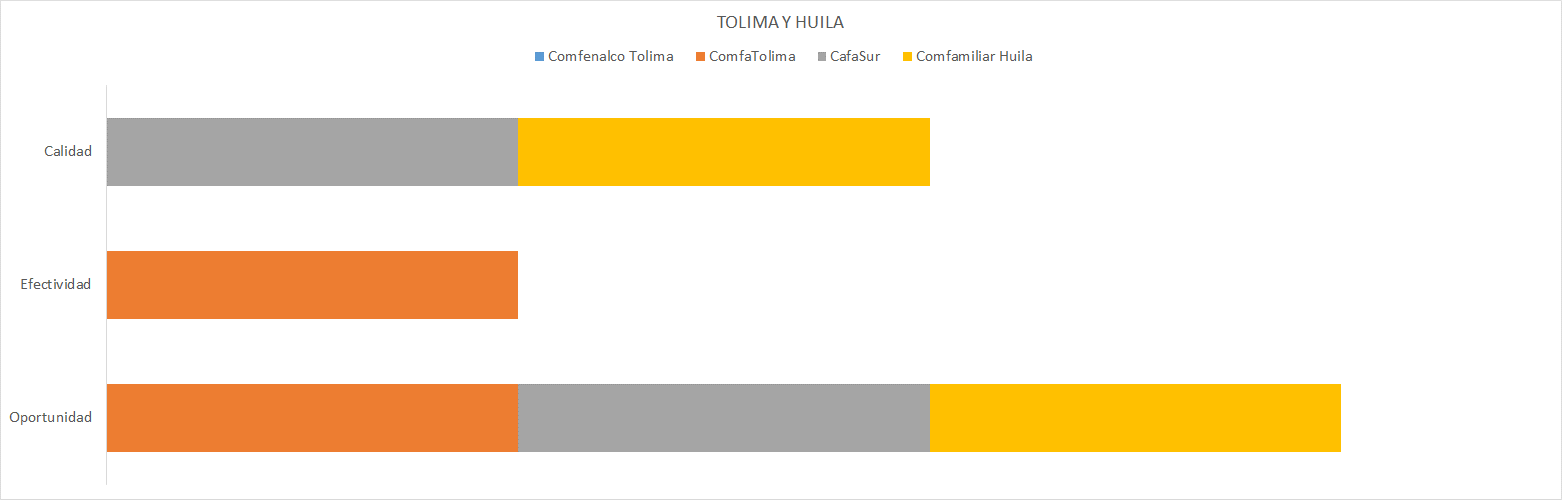 TOLIMA Y HUILA
Comfenalco Tolima ComfaTolima CafaSur Comfamiliar Huila
Calidad
Efectividad
Oportunidad